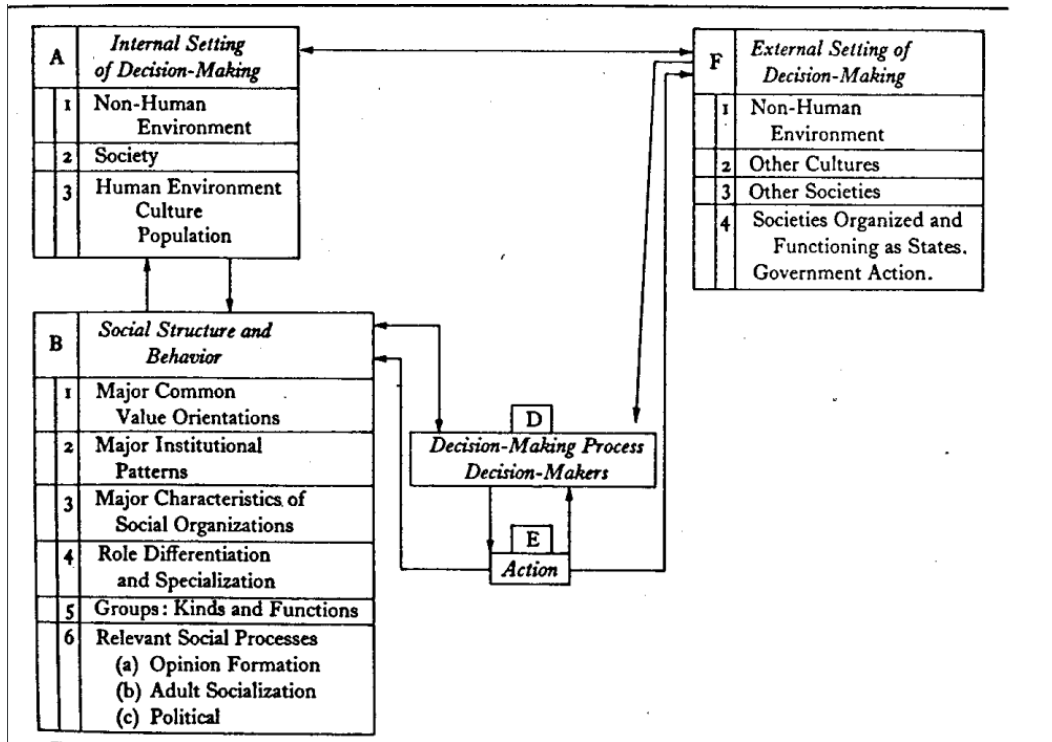 A
Internal Setting
of Decision-Making
1 Non-Human
Environment
2 Society
3 Human Environment
Culture
Population
F
External Setting of
Decision-Making
1 Non-Human
Environment
2 Other Cultures
3 Other Societies
4 Societies Organized and
Functioning as States.
Government Action.
B
Social Structure and
Behavior
1 Major Common
Value Orientations
2 Major Institutional
Patterns
3 Major Characteristics of
Social Organizations
4 Role Differentiation
and Specialization
5 Groups: Kinds and Functions
6 Relevant Social Processes
(a) Opinion Formation
(b) Adult Socialization
(c) Political
D
Decision-Making Process
Decision-Makers
E
Action